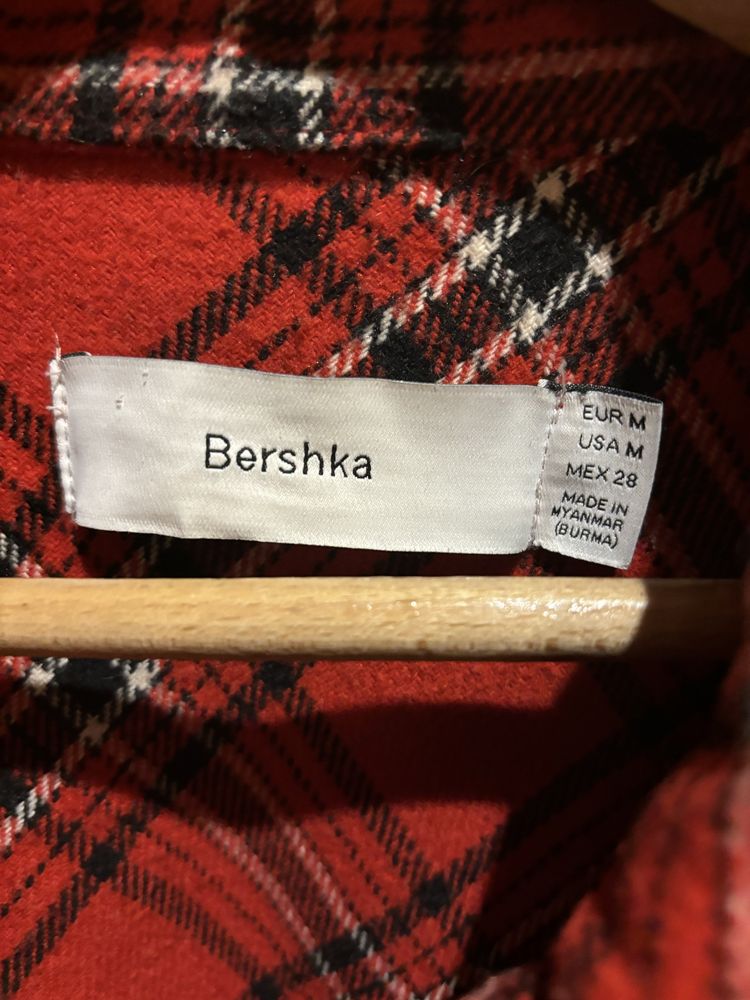 Bershka
EUR M
USA M
MEX 28
MADE IN
MYANMAR
(BURMA)